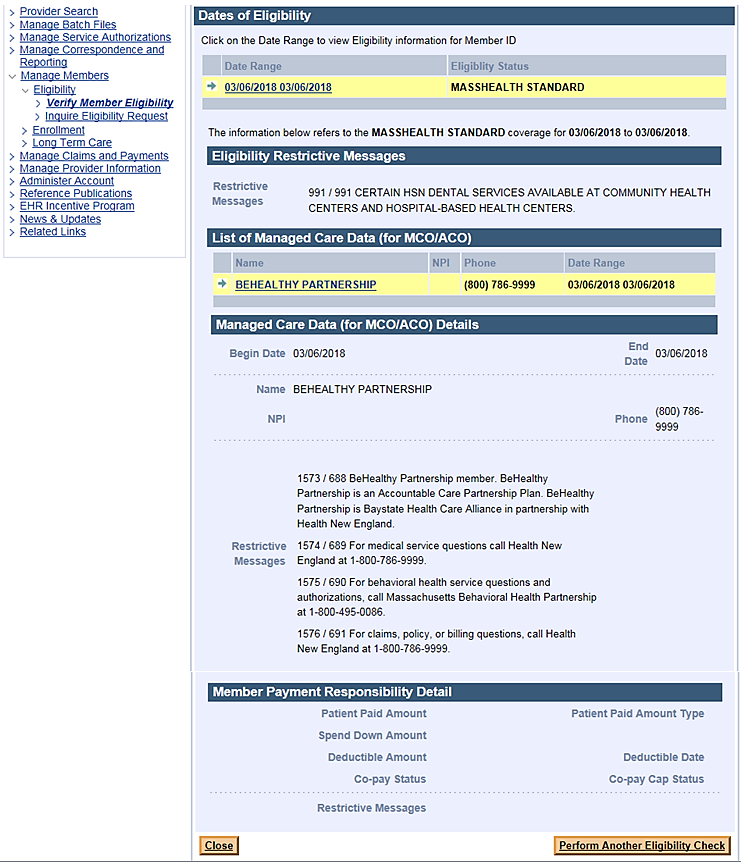 Provider Search
Manage Batch Files
Manage Service Authorizations
Manage Correspondence and
Reporting
Manage Members
Eligibility
Verify Member Eligibility
Inquire Eligibility Request
Enrollment
Long Term Care
Manage Claims and Payments
Manage Provider Information
Administer Account
Reference Publications
EHR Incentive Program
News & Updates
Related Links
Dates of Eligibility
Click on the Date Range to view Eligibility information for Member ID
Date Range Eligiblity Status
03/06/2018 03/06/2018 MASSHEALTH STANDARD
The information below refers to the MASSHEALTH STANDARD coverage for 03/06/2018 to 03/06/2018.
Eligibility Restrictive Messages
Restrictive
Messages
991 / 991 CERTAIN HSN DENTAL SERVICES AVAILABLE AT COMMUNITY HEALTH
CENTERS AND HOSPITAL-BASED HEALTH CENTERS.
List of Managed Care Data (for MCO/ACO)
Name NPI Phone Date Range
BEHEALTHY PARTNERSHIP (800) 786-9999 03/06/2018 03/06/2018
Managed Care Data (for MCO/ACO) Details
Begin Date 03/06/2018
End
Date
03/06/2018
Name BEHEALTHY PARTNERSHIP
NPI
Phone
(800) 786-
9999
Restrictive
Messages
1573 / 688 BeHealthy Partnership member. BeHealthy
Partnership is an Accountable Care Partnership Plan. BeHealthy
Partnership is Baystate Health Care Alliance in partnership with
Health New England.
1574 / 689 For medical service questions call Health New
England at 1-800-786-9999.
1575 / 690 For behavioral health service questions and
authorizations, call Massachusetts Behavioral Health Partnership
at 1-800-495-0086.
1576 / 691 For claims, policy, or billing questions, call Health
New England at 1-800-786-9999.
Member Payment Responsibility Detail
Patient Paid Amount Patient Paid Amount Type
Spend Down Amount
Deductible Amount Deductible Date
Co-pay Status Co-pay Cap Status
Restrictive Messages
Close Perform Another Eligibility Check